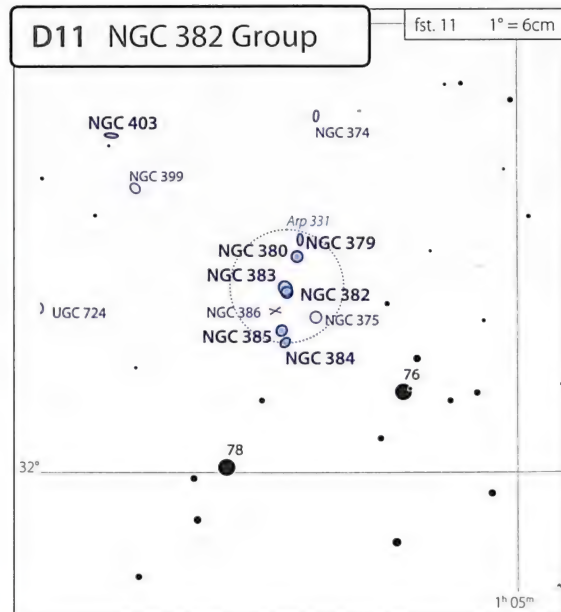 D11 NGC 382 Group
fst. 11 1° = 6cm
NGC 403
NGC 374
NGC 399
Arp 331
NGC 380
NGC 379
NGC 383
NGC 382
UGC 724
NGC 386
NGC 375
NGC 385
NGC 384
76
78
32°
1h 05m